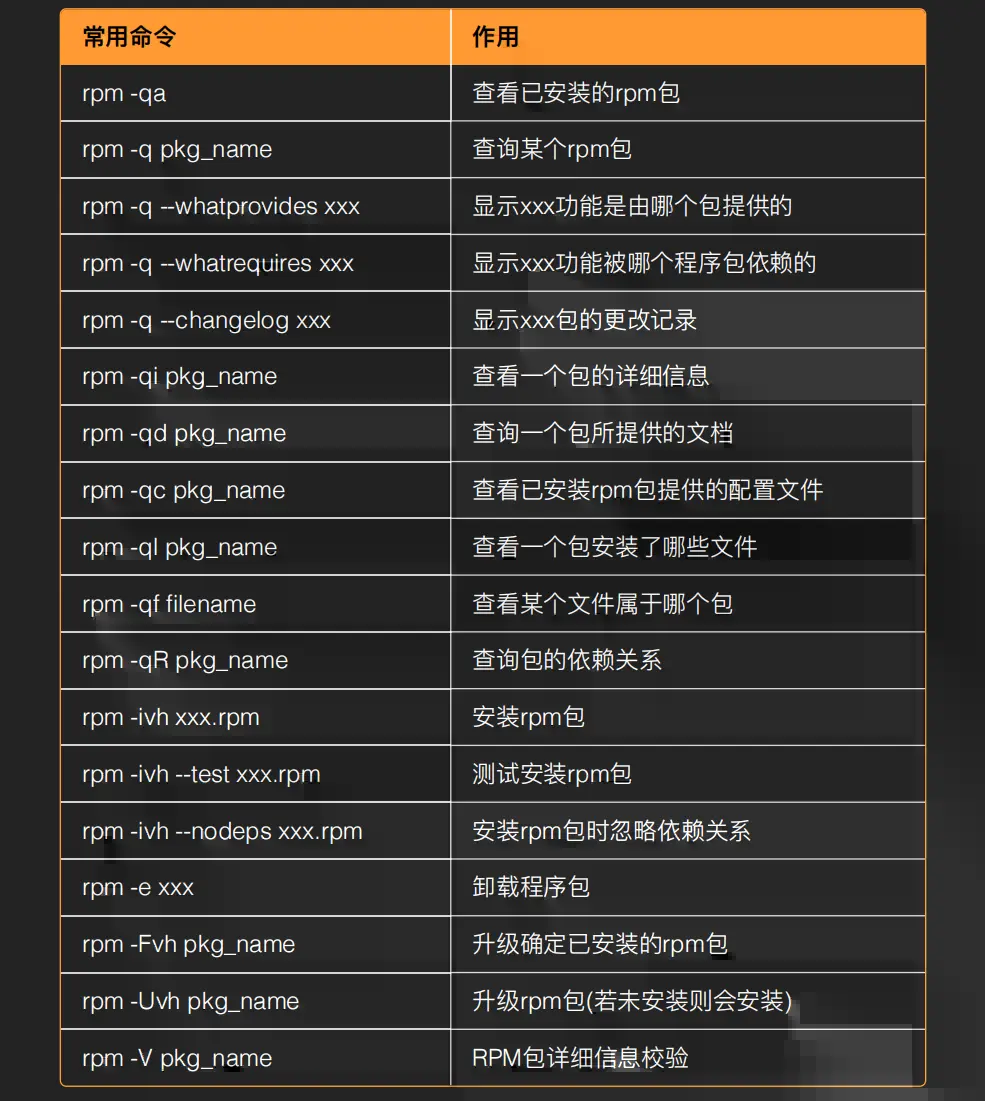 常用命令 作用
rpm -qa 查看已安装的rpm包
rpm -q pkg_name 查询某个rpm包
rpm -q --whatprovides xxx 显示xxx功能是由哪个包提供的
rpm -q --whatrequires xxx 显示xxx功能被哪个程序包依赖的
rpm -q --changelog xxx 显示xxx包的更改记录
rpm -qi pkg_name 查看一个包的详细信息
rpm -qd pkg_name 查询一个包所提供的文档
rpm -qc pkg_name 查看已安装rpm包提供的配置文件
rpm -ql pkg_name 查看一个包安装了哪些文件
rpm -qf filename 查看某个文件属于哪个包
rpm -qR pkg_name 查询包的依赖关系
rpm -ivh xxx.rpm 安装rpm包
rpm -ivh --test xxx.rpm 测试安装rpm包
rpm -ivh --nodeps xxx.rpm 安装rpm包时忽略依赖关系
rpm -e xxx 卸载程序包
rpm -Fvh pkg_name 升级确定已安装的rpm包
rpm -Uvh pkg_name 升级rpm包(若未安装则会安装)
rpm -V pkg_name RPM包详细信息校验